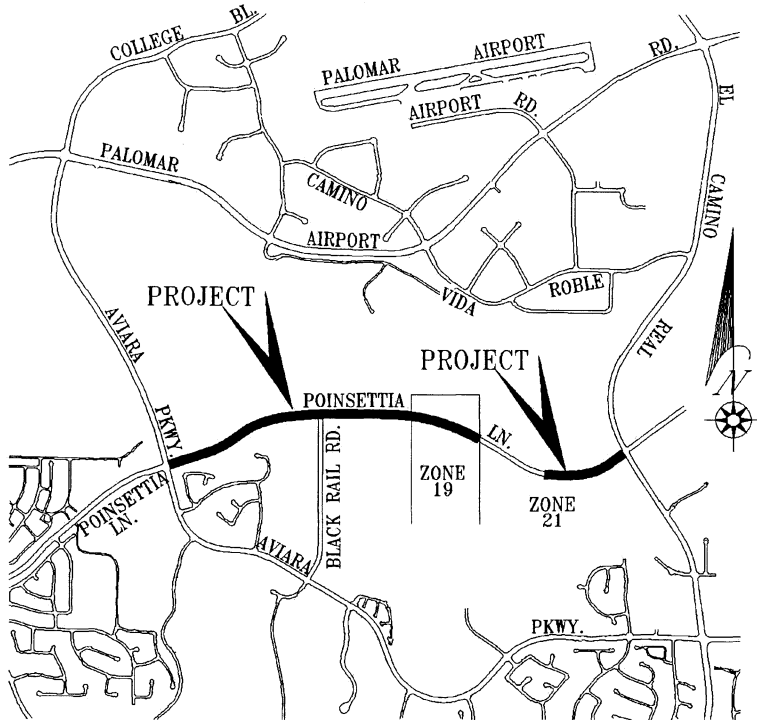 COLLEGE BL.
PALOMAR AIRPORT
RD.
EL
AIRPORT RD.
PALOMAR
CAMINO
CAMINO
AIRPORT
ROBLE
VIDA
PROJECT
AVIARA
REAL
PROJECT
N
POINSETTIA
PKWY.
LN.
BLACK RAIL RD.
ZONE
19
POINSETTIA
LN.
ZONE
21
AVIARA
PKWY.